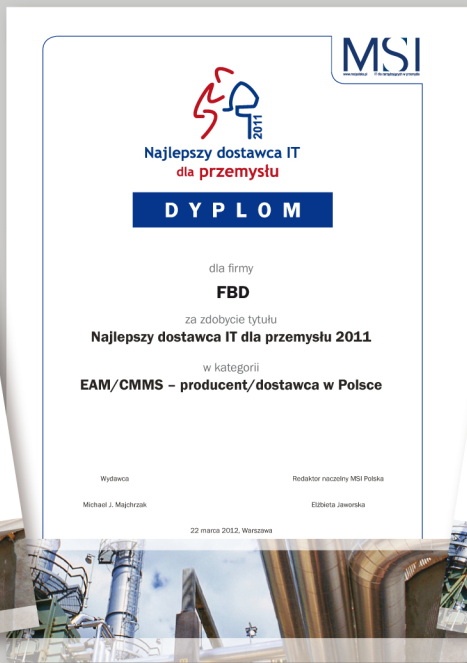 MSI
2011
Najlepszy dostawca IT
dla przemysłu
DYPLOM
dla firmy
FBD
za zdobycie tytułu
Najlepszy dostawca IT dla przemysłu 2011
w kategorii
EAM/CMMS – producent/dostawca w Polsce
Wydawca
Redaktor naczelny MSI Polska
Michael J. Majchrzak
Elżbieta Jaworska
22 marca 2012, Warszawa